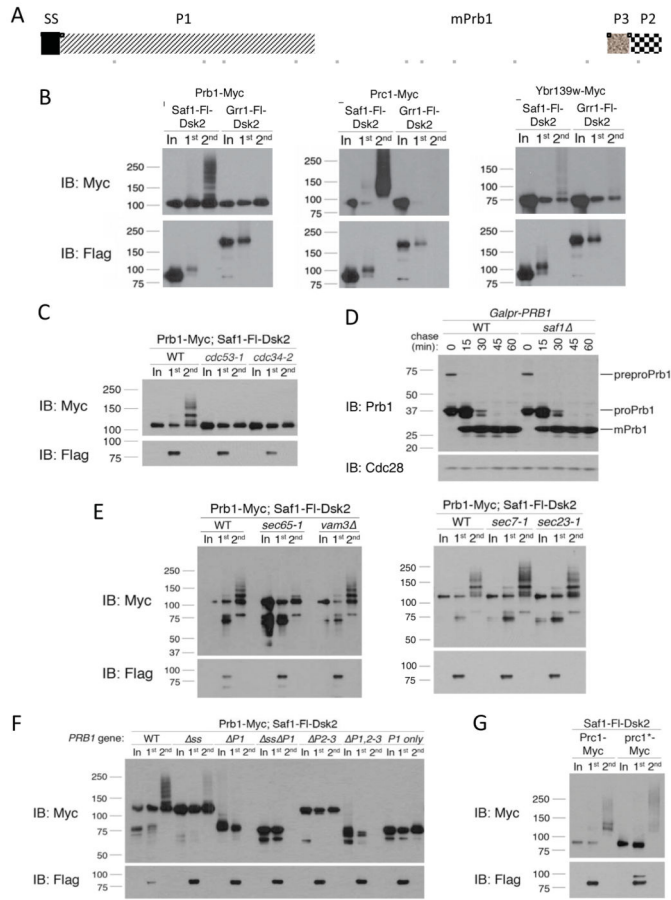 A
SS P1 mPrb1 P3 P2
B
Prb1-Myc Prc1-Myc Ybr139w-Myc
Saf1-Fl- Grr1-Fl- Saf1-Fl- Grr1-Fl- Saf1-Fl- Grr1-Fl-
Dsk2 Dsk2 Dsk2 Dsk2 Dsk2 Dsk2
In 1st 2nd In 1st 2nd In 1st 2nd In 1st 2nd In 1st 2nd In 1st 2nd
IB: Myc
250
150
100
75
250
150
100
75
150
100
75
IB: Flag
250
150
100
75
150
100
75
250
150
100
75
C
Prb1-Myc; Saf1-Fl-Dsk2
WT cdc53-1 cdc34-2
In 1st 2nd In 1st 2nd In 1st 2nd
IB: Myc
250
150
100
IB: Flag
100
75
D
Galpr-PRB1
WT saf1Δ
chase
(min):
0 15 30 45 60 0 15 30 45 60
IB: Prb1
75
50
37
25
20
preproPrb1
proPrb1
mPrb1
IB: Cdc28
E
Prb1-Myc; Saf1-Fl-Dsk2
WT sec65-1 vam3Δ
In 1st 2nd In 1st 2nd In 1st 2nd
IB: Myc
250
150
100
75
50
37
IB: Flag
100
75
Prb1-Myc; Saf1-Fl-Dsk2
WT sec7-1 sec23-1
In 1st 2nd In 1st 2nd In 1st 2nd
250
150
100
75
50
100
75
F
Prb1-Myc; Saf1-Fl-Dsk2
PRB1 gene: WT Δss ΔP1 ΔssΔP1 ΔP2-3 ΔP1,2-3 P1 only
In 1st 2nd In 1st 2nd In 1st 2nd In 1st 2nd In 1st 2nd In 1st 2nd In 1st 2nd
IB: Myc
250
150
100
75
50
IB: Flag
100
75
G
Saf1-Fl-Dsk2
Prc1- prc1*-
Myc Myc
In 1st 2nd In 1st 2nd
IB: Myc
250
150
100
75
IB: Flag
100
75